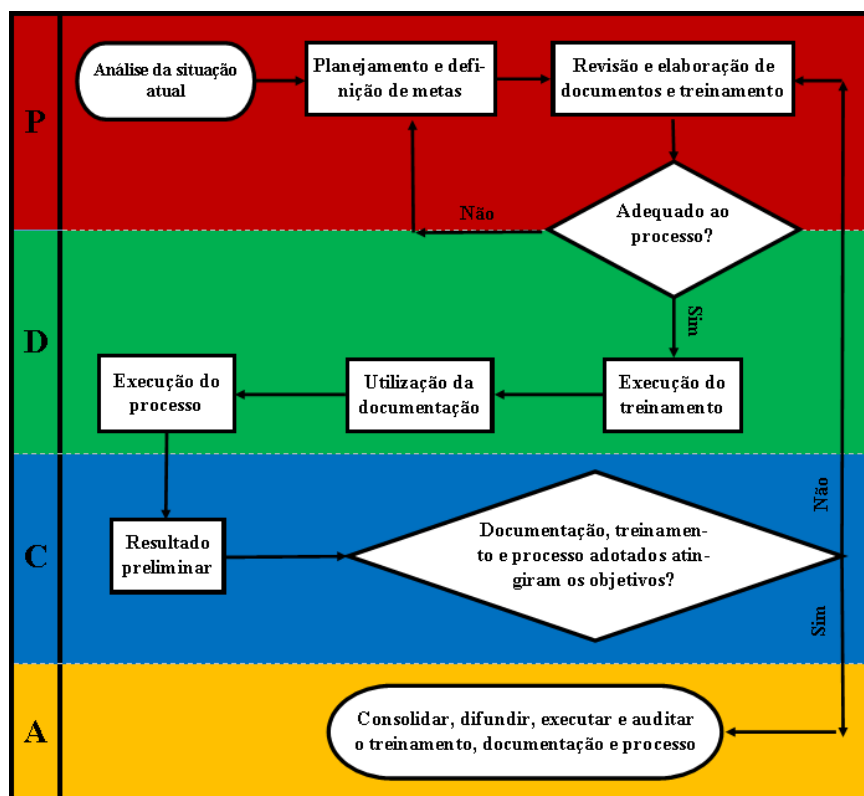 P
Análise da situação
atual
Planejamento e defi-
nição de metas
Revisão e elaboração de
documentos e treinamento
Adequado ao
processo?
Não
Sim
D
Execução do
processo
Utilização da
documentação
Execução do
treinamento
C
Resultado
preliminar
Documentação, treinamen-
to e processo adotados atin-
giram os objetivos?
Não
Sim
A
Consolidar, difundir, executar e auditar
o treinamento, documentação e processo